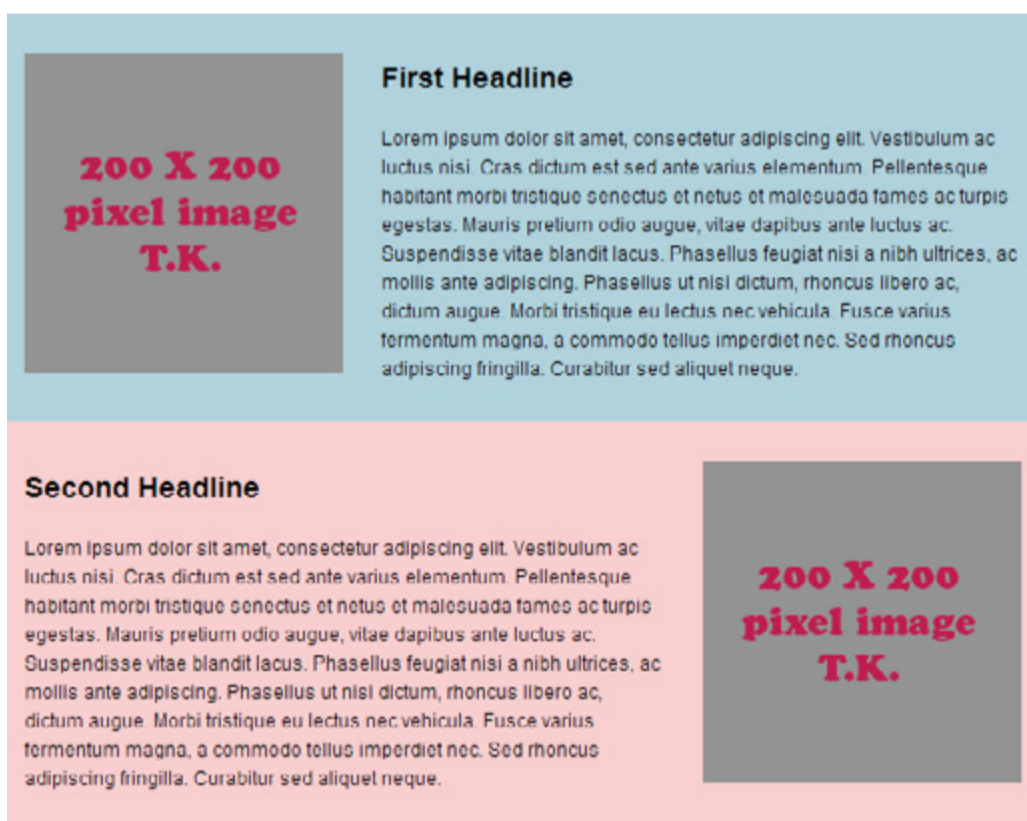 200 X 200
pixel image
T.K.
First Headline
Lorem ipsum dolor sit amet, consectetur adipiscing elit. Vestibulum ac
luctus nisi. Cras dictum est sed ante varius elementum. Pellentesque
habitant morbi tristique senectus et netus et malesuada fames ac turpis
egestas. Mauris pretium odio augue, vitae dapibus ante luctus ac.
Suspendisse vitae blandit lacus. Phasellus feugiat nisi a nibh ultrices, ac
mollis ante adipiscing. Phasellus ut nisl dictum, rhoncus libero ac,
dictum augue. Morbi tristique eu lectus nec vehicula. Fusce varius
fermentum magna, a commodo tellus imperdiet nec. Sed rhoncus
adipiscing fringilla. Curabitur sed aliquet neque.
Second Headline
Lorem ipsum dolor sit amet, consectetur adipiscing elit. Vestibulum ac
luctus nisi. Cras dictum est sed ante varius elementum. Pellentesque
habitant morbi tristique senectus et netus et malesuada fames ac turpis
egestas. Mauris pretium odio augue, vitae dapibus ante luctus ac.
Suspendisse vitae blandit lacus. Phasellus feugiat nisi a nibh ultrices, ac
mollis ante adipiscing. Phasellus ut nisl dictum, rhoncus libero ac,
dictum augue. Morbi tristique eu lectus nec vehicula. Fusce varius
fermentum magna, a commodo tellus imperdiet nec. Sed rhoncus
adipiscing fringilla. Curabitur sed aliquet neque.
200 X 200
pixel image
T.K.